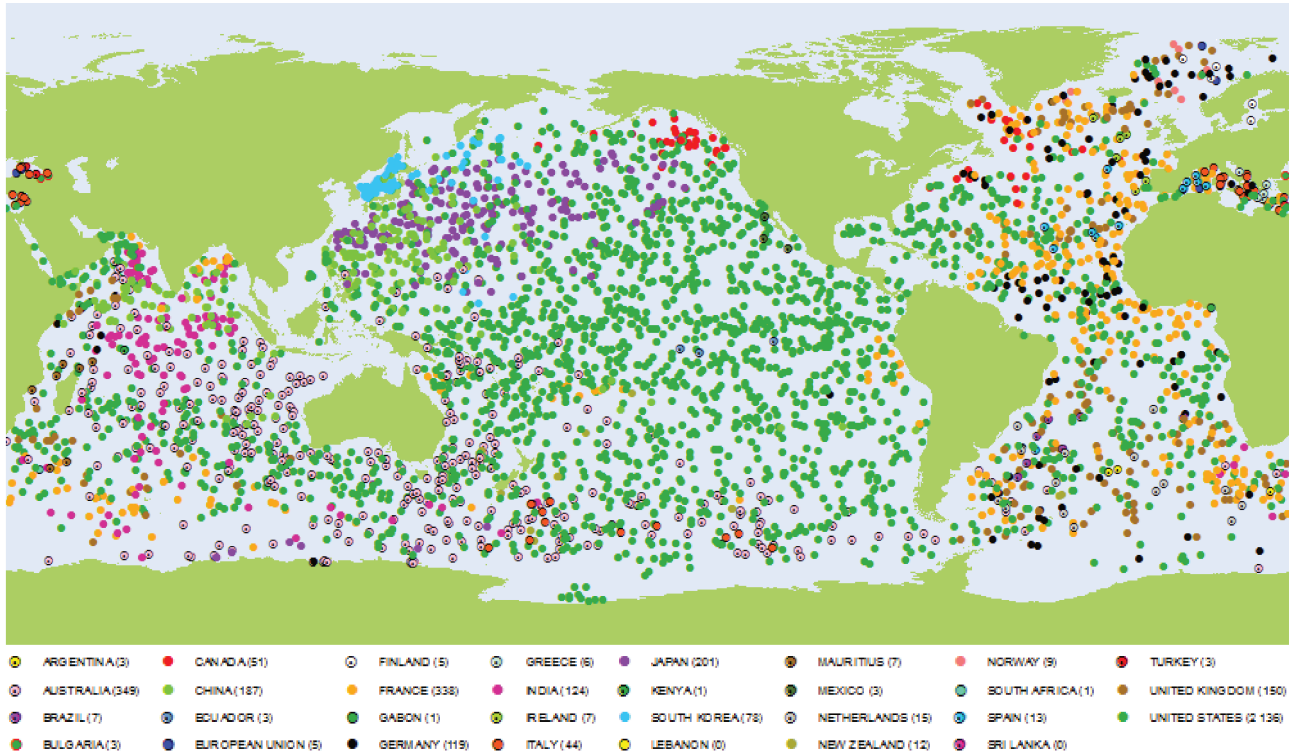 ARGENTINA (3) CANADA (51) FINLAND (5) GREECE (6) JAPAN (201) MAURITIUS (7) NORWAY (9) TURKEY (3)
AUSTRALIA (349) CHINA (187) FRANCE (338) INDIA (124) KENYA (1) MEXICO (3) SOUTH AFRICA (1) UNITED KINGDOM (150)
BRAZIL (7) ECUADOR (3) GABON (1) IRELAND (7) SOUTH KOREA (78) NETHERLANDS (15) SPAIN (13) UNITED STATES (2 136)
BULGARIA (3) EUROPEAN UNION (5) GERMANY (119) ITALY (44) LEBANON (0) NEW ZEALAND (12) SRI LANKA (0)